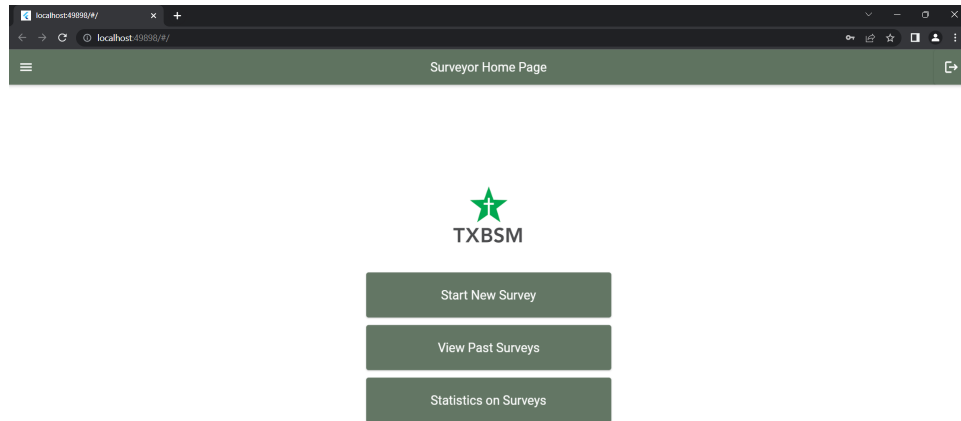 localhost:49898/#/
localhost:49898/#/
Surveyor Home Page
TXBSM
Start New Survey
View Past Surveys
Statistics on Surveys